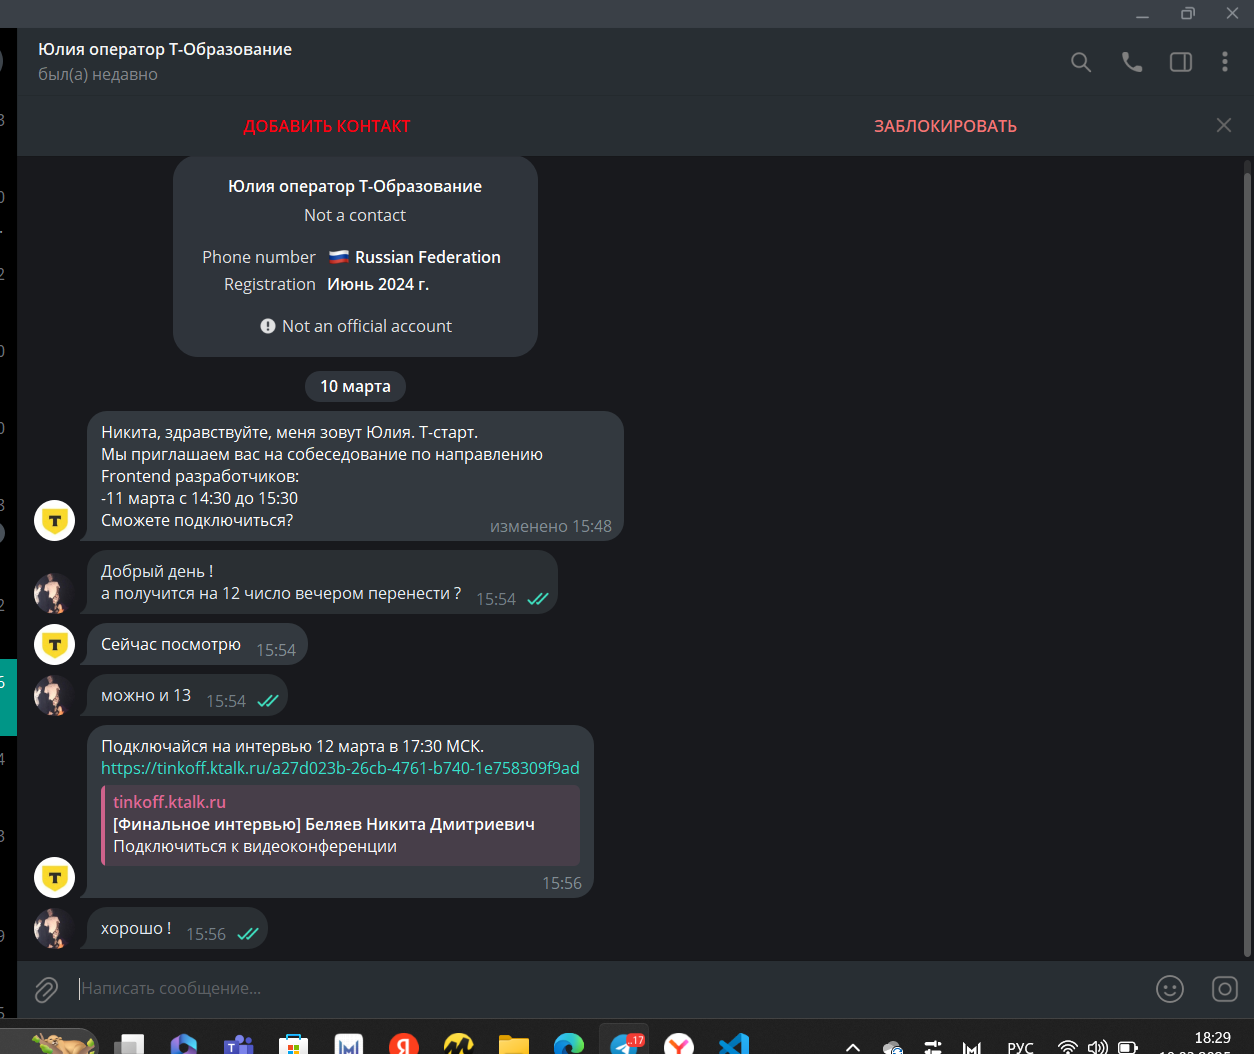 Юлия оператор Т-Образование
был(а) недавно
ДОБАВИТЬ КОНТАКТ
ЗАБЛОКИРОВАТЬ
Юлия оператор Т-Образование
Not a contact
Phone number Russian Federation
Registration Июнь 2024 г.
Not an official account
10 марта
Никита, здравствуйте, меня зовут Юлия. Т-старт.
Мы приглашаем вас на собеседование по направлению
Frontend разработчиков:
-11 марта с 14:30 до 15:30
Сможете подключиться?
изменено 15:48
Добрый день !
а получится на 12 число вечером перенести ? 15:54
Сейчас посмотрю 15:54
можно и 13 15:54
Подключайся на интервью 12 марта в 17:30 МСК.
https://tinkoff.ktalk.ru/a27d023b-26cb-4761-b740-1e758309f9ad
tinkoff.ktalk.ru
[Финальное интервью] Беляев Никита Дмитриевич
Подключиться к видеоконференции
15:56
хорошо ! 15:56
Написать сообщение...
..17
РУС
18:29